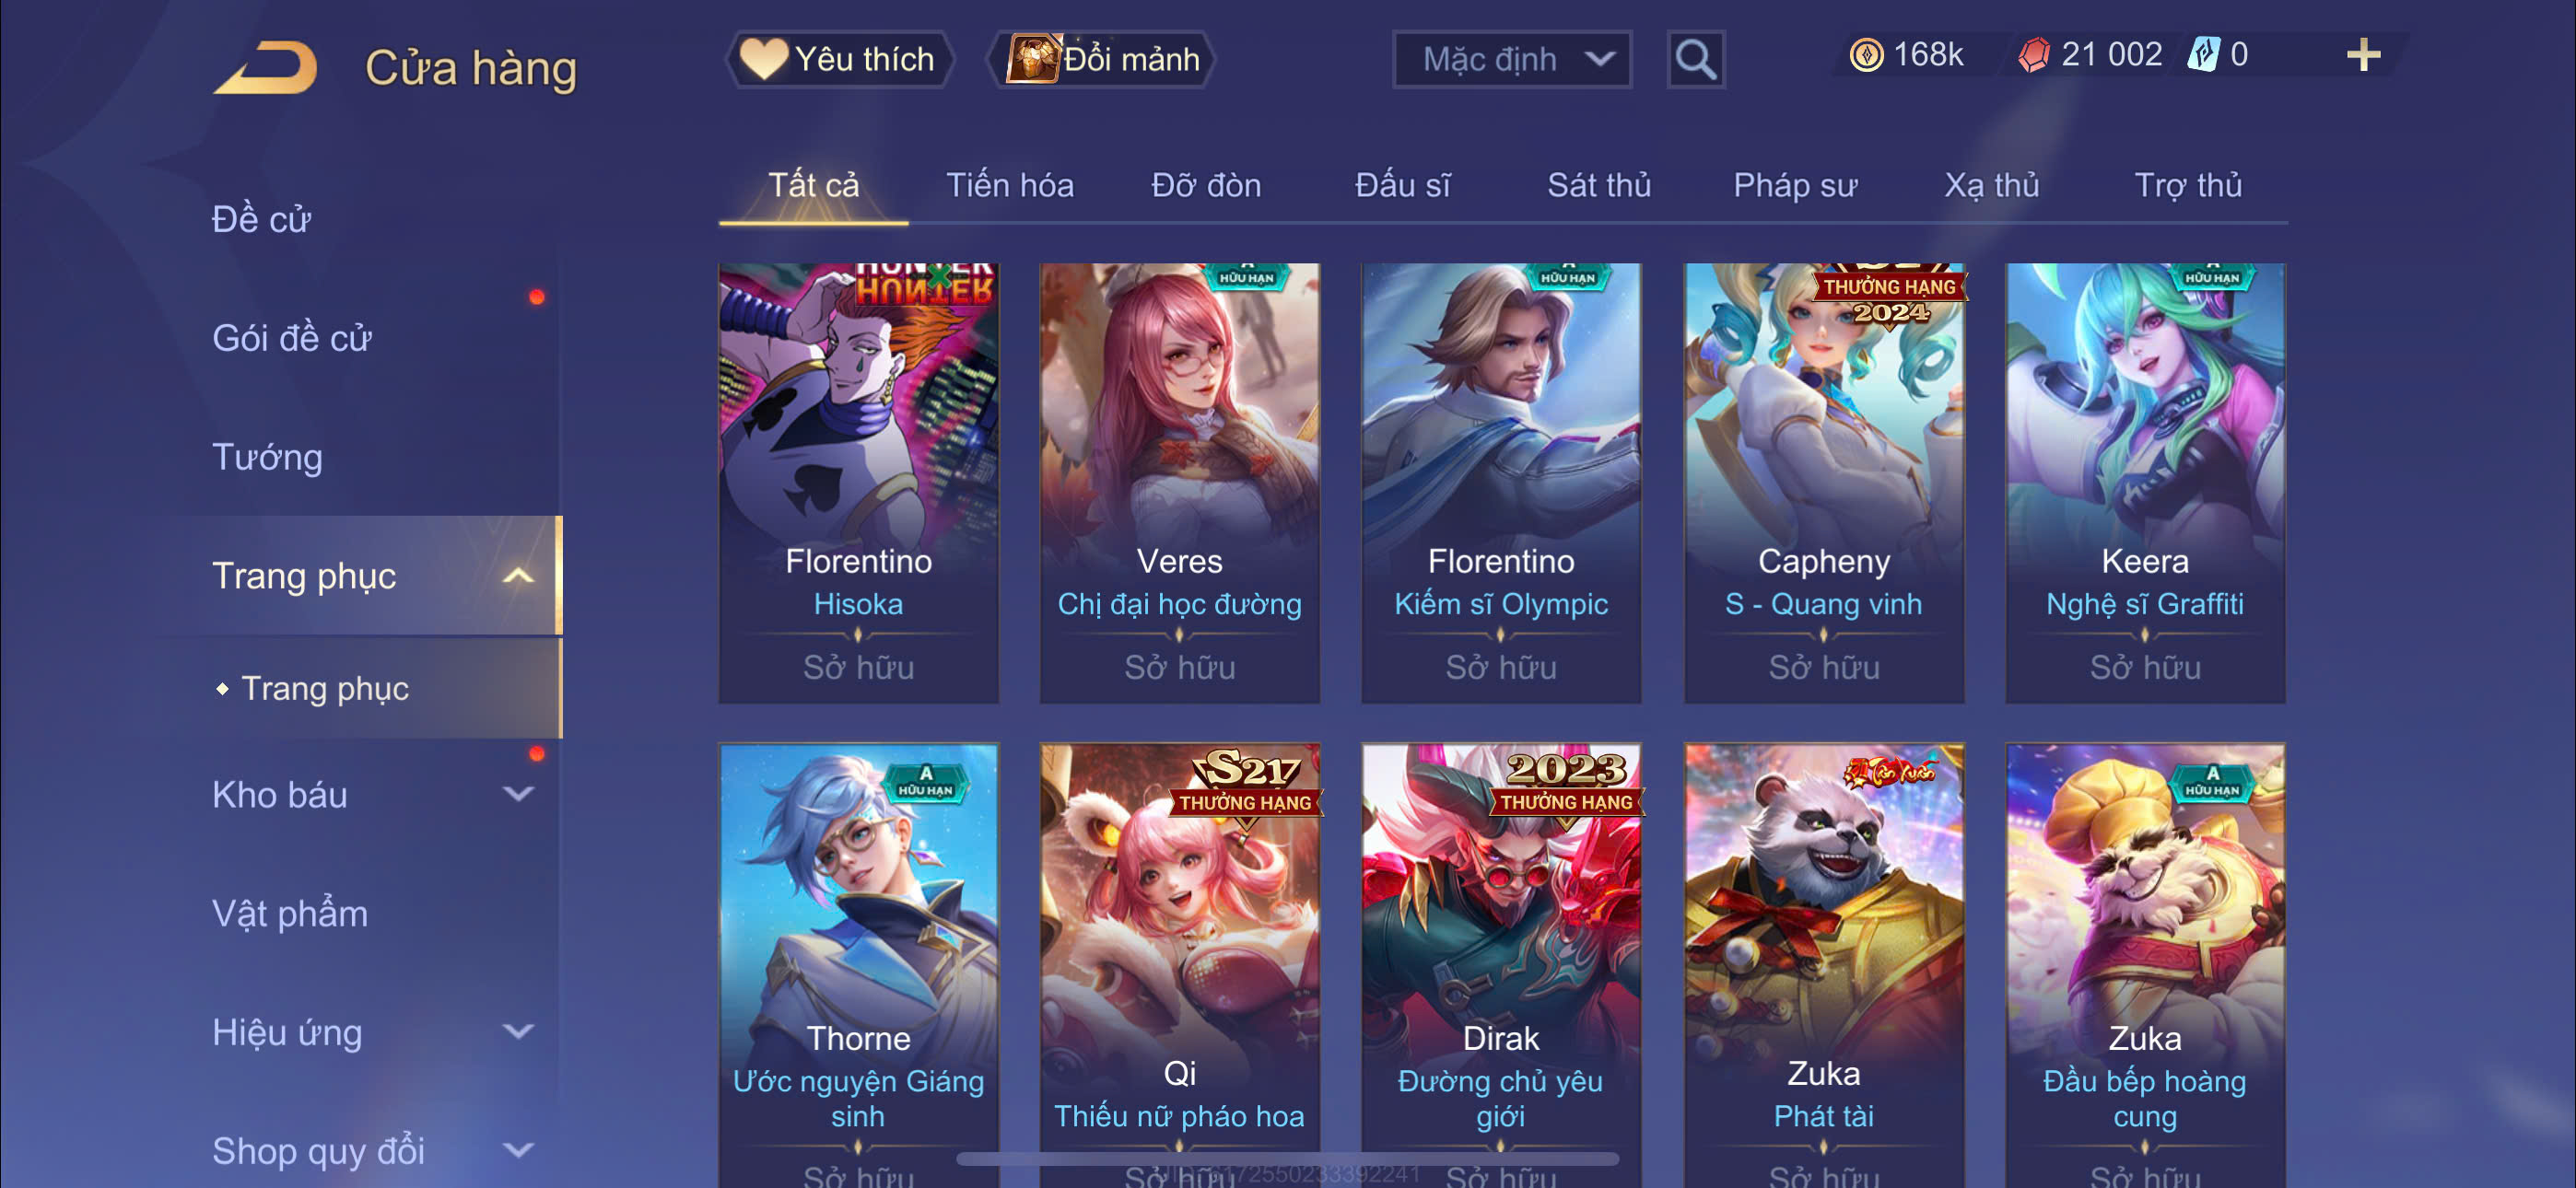 Cửa hàng
Yêu thích
Đổi mảnh
Mặc định
168k
21 002
0
Tất cả
Tiến hóa
Đỡ đòn
Đấu sĩ
Sát thủ
Pháp sư
Xạ thủ
Trợ thủ
Đề cử
Gói đề cử
Tướng
Trang phục
Trang phục
Kho báu
Vật phẩm
Hiệu ứng
Shop quy đổi
HUNTER
HUNTER
Florentino
Hisoka
Sở hữu
A
HỮU HẠN
Veres
Chị đại học đường
Sở hữu
A
HỮU HẠN
Florentino
Kiếm sĩ Olympic
Sở hữu
THƯỞNG HẠNG
2024
Capheny
S - Quang vinh
Sở hữu
A
HỮU HẠN
Keera
Nghệ sĩ Graffiti
Sở hữu
A
HỮU HẠN
Thorne
Ước nguyện Giáng
sinh
Sở hữu
S21
THƯỞNG HẠNG
Qi
Thiếu nữ pháo hoa
Sở hữu
2023
THƯỞNG HẠNG
Dirak
Đường chủ yêu
giới
Sở hữu
Tân Xuân
Zuka
Phát tài
Sở hữu
A
HỮU HẠN
Zuka
Đầu bếp hoàng
cung
Sở hữu